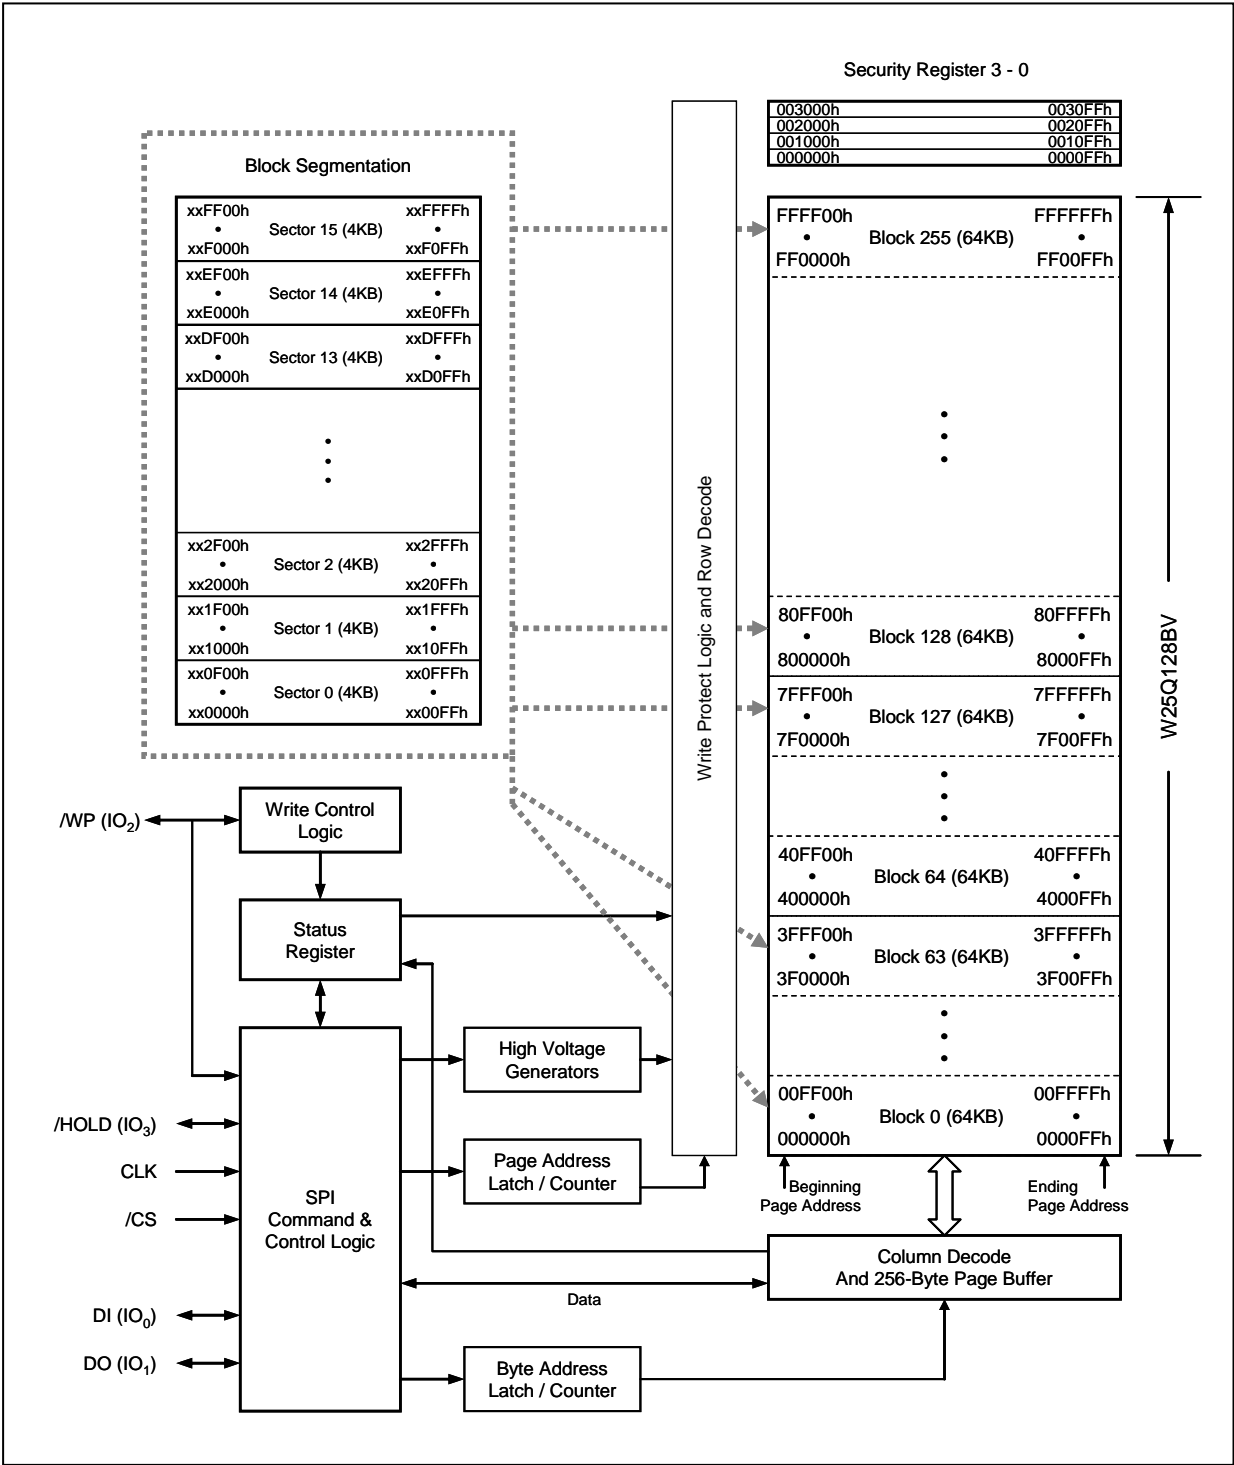 Security Register 3 - 0
003000h 0030FFh
002000h 0020FFh
001000h 0010FFh
000000h 0000FFh
Block Segmentation
xxFF00h xxFFFFh
Sector 15 (4KB)
xxF000h xxF0FFh
xxEF00h xxEFFFh
Sector 14 (4KB)
xxE000h xxE0FFh
xxDF00h xxDFFFh
Sector 13 (4KB)
xxD000h xxD0FFh
xx2F00h xx2FFFh
Sector 2 (4KB)
xx2000h xx20FFh
xx1F00h xx1FFFh
Sector 1 (4KB)
xx1000h xx10FFh
xx0F00h xx0FFFh
Sector 0 (4KB)
xx0000h xx00FFh
Write Protect Logic and Row Decode
FFFF00h FFFFFFh
Block 255 (64KB)
FF0000h FF00FFh
80FF00h 80FFFFh
Block 128 (64KB)
800000h 8000FFh
7FFF00h 7FFFFFh
Block 127 (64KB)
7F0000h 7F00FFh
40FF00h 40FFFFh
Block 64 (64KB)
400000h 4000FFh
3FFF00h 3FFFFFh
Block 63 (64KB)
3F0000h 3F00FFh
00FF00h 00FFFFh
Block 0 (64KB)
000000h 0000FFh
W25Q128BV
Beginning
Page Address
Ending
Page Address
/WP (IO2)
Write Control
Logic
Status
Register
High Voltage
Generators
/HOLD (IO3)
CLK
/CS
DI (IO0)
DO (IO1)
SPI
Command &
Control Logic
Page Address
Latch / Counter
Column Decode
And 256-Byte Page Buffer
Data
Byte Address
Latch / Counter